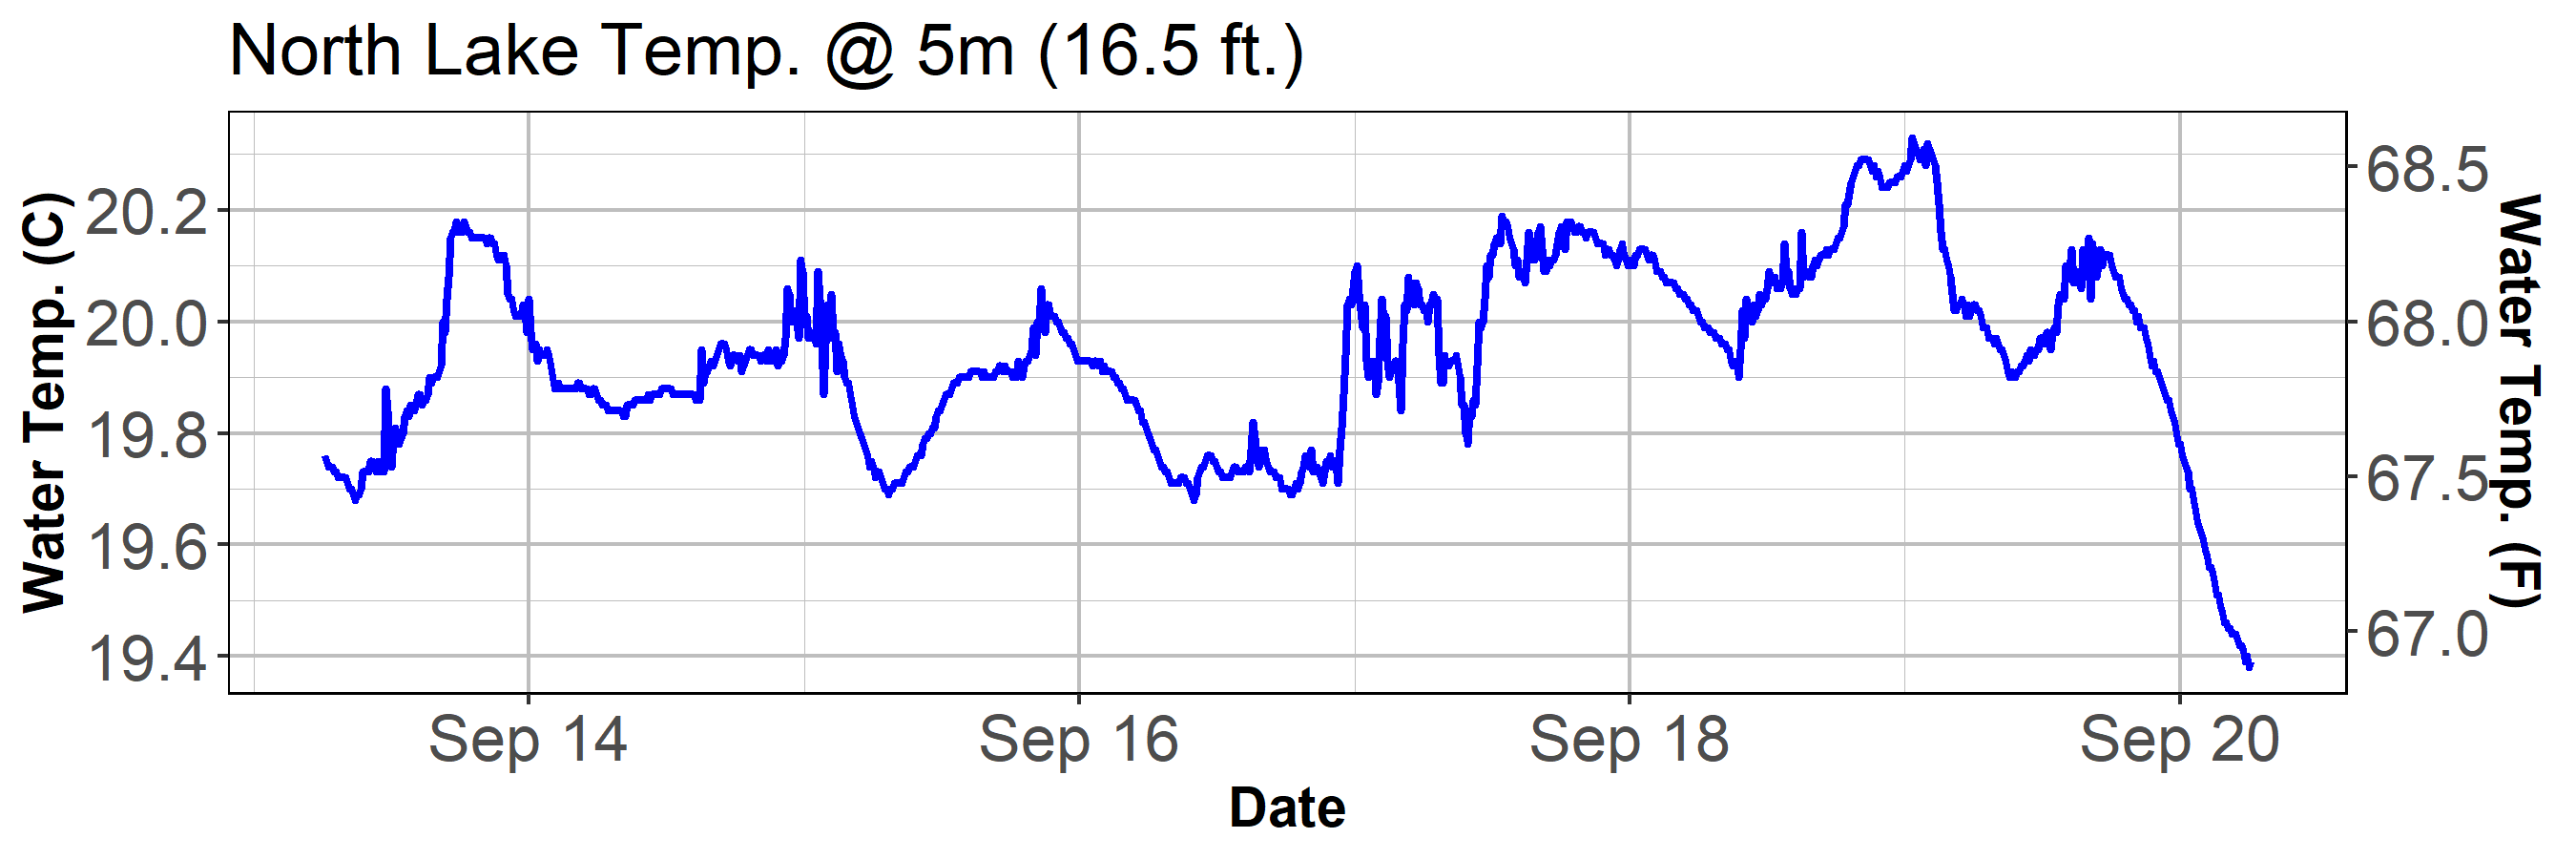 North Lake Temp. @ 5m (16.5 ft.)
Water Temp. (C)
20.2
20.0
19.8
19.6
19.4
68.5
68.0
67.5
67.0
Water Temp. (F)
Sep 14
Sep 16
Sep 18
Sep 20
Date